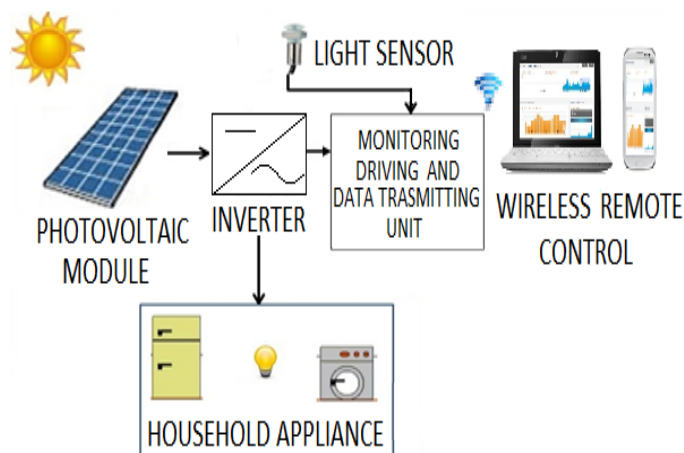 LIGHT SENSOR
MONITORING
DRIVING AND
DATA TRASMITTING
UNIT
PHOTOVOLTAIC
MODULE
INVERTER
WIRELESS REMOTE
CONTROL
HOUSEHOLD APPLIANCE